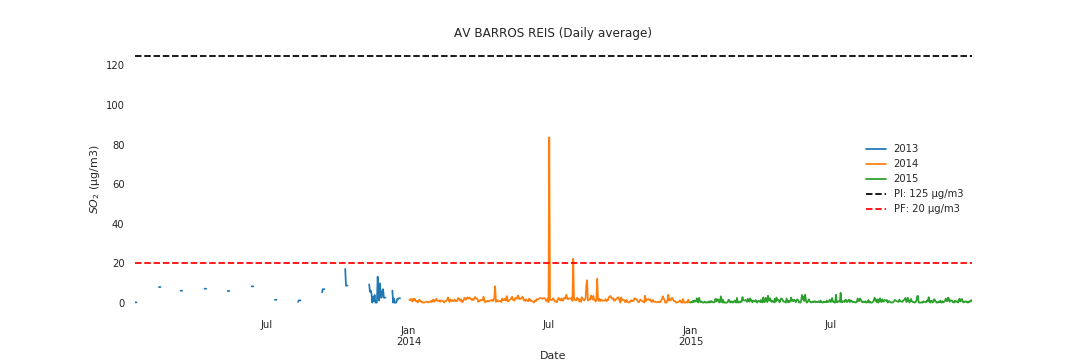 AV BARROS REIS (Daily average)
120
100
80
60
40
20
0
SO2 (µg/m3)
2013
2014
2015
PI: 125 µg/m3
PF: 20 µg/m3
Jul
Jan
2014
Jul
Jan
2015
Jul
Date